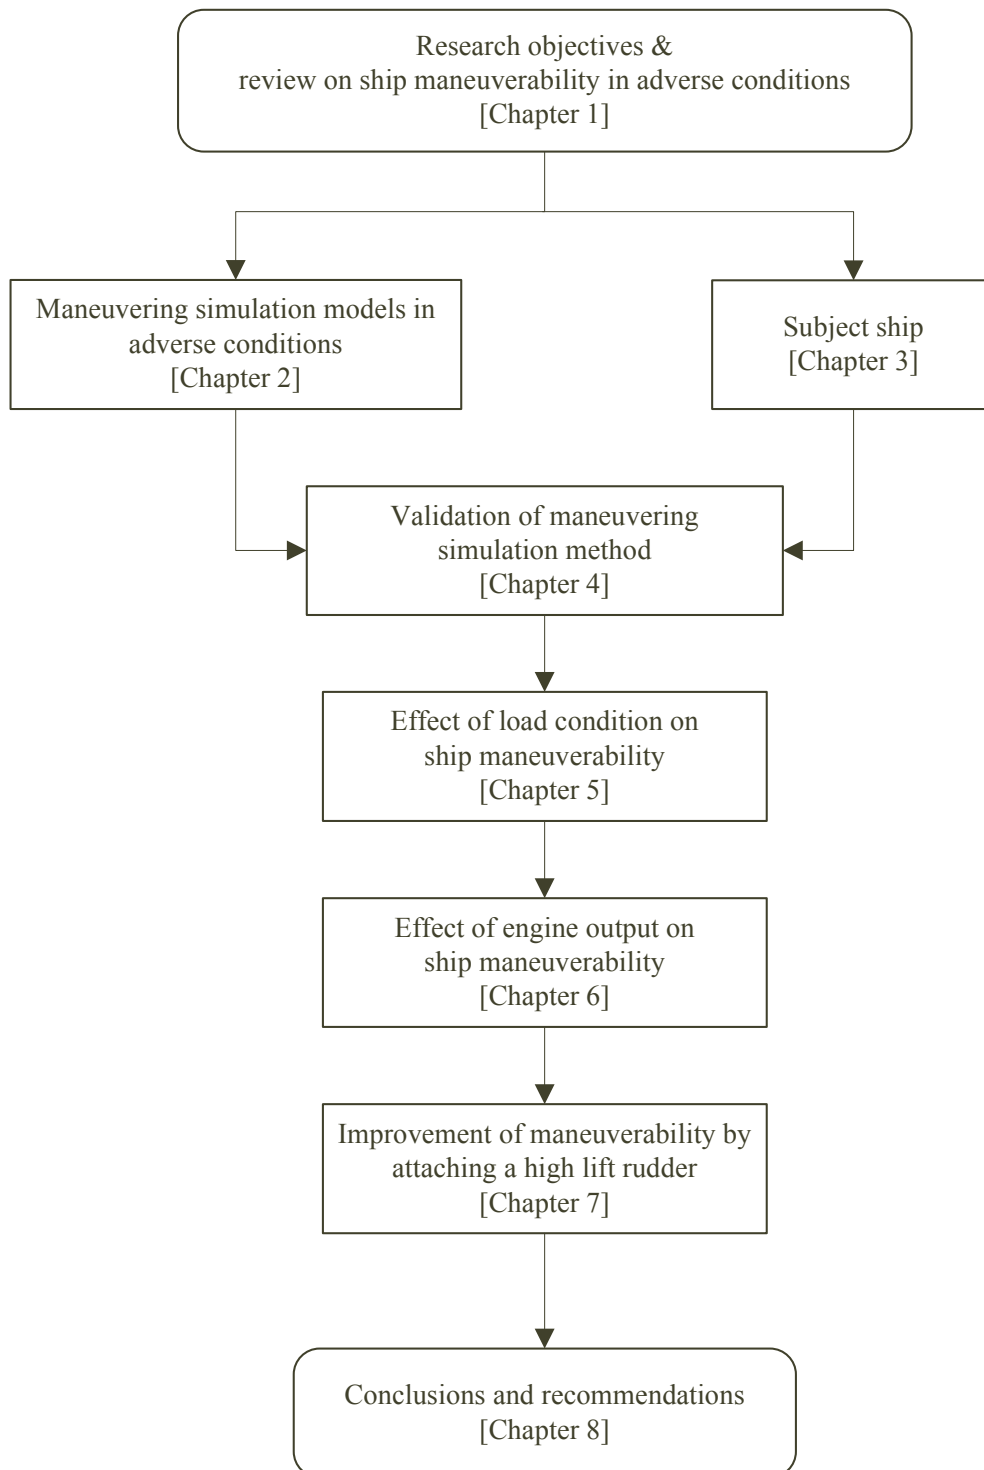 Research objectives &
review on ship maneuverability in adverse conditions
[Chapter 1]
Maneuvering simulation models in
adverse conditions
[Chapter 2]
Subject ship
[Chapter 3]
Validation of maneuvering
simulation method
[Chapter 4]
Effect of load condition on
ship maneuverability
[Chapter 5]
Effect of engine output on
ship maneuverability
[Chapter 6]
Improvement of maneuverability by
attaching a high lift rudder
[Chapter 7]
Conclusions and recommendations
[Chapter 8]